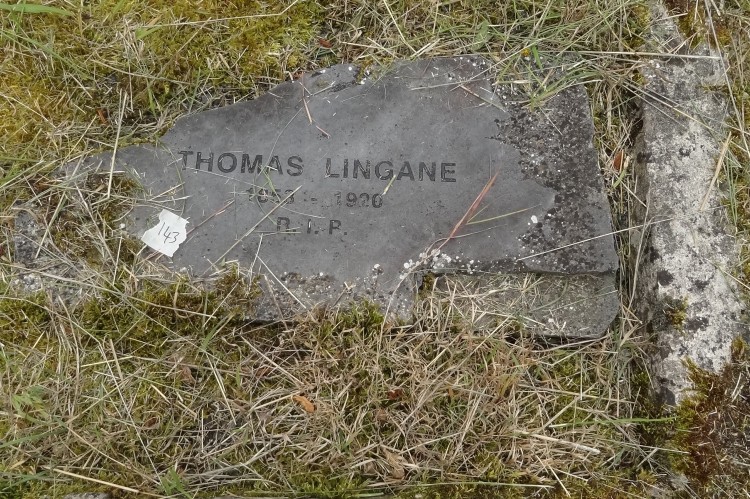 THOMAS LINGANE
- 1920
R.I.P.
143